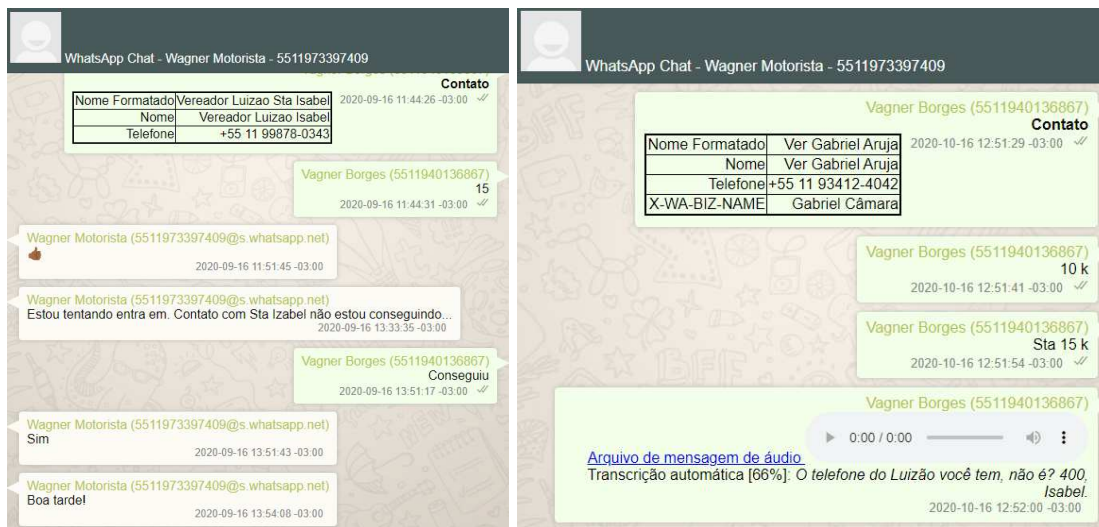 WhatsApp Chat - Wagner Motorista - 5511973397409
Contato
Nome Formatado Vereador Luizao Sta Isabel
2020-09-16 11:44:26 -03:00
Nome Vereador Luizao Isabel
Telefone +55 11 99878-0343
Vagner Borges (5511940136867)
15
2020-09-16 11:44:31 -03:00
Wagner Motorista (5511973397409@s.whatsapp.net)
👍🏾
2020-09-16 11:51:45 -03:00
Wagner Motorista (5511973397409@s.whatsapp.net)
Estou tentando entra em. Contato com Sta Izabel não estou conseguindo...
2020-09-16 13:33:35 -03:00
Vagner Borges (5511940136867)
Conseguiu
2020-09-16 13:51:17 -03:00
Wagner Motorista (5511973397409@s.whatsapp.net)
Sim
2020-09-16 13:51:43 -03:00
Wagner Motorista (5511973397409@s.whatsapp.net)
Boa tarde!
2020-09-16 13:54:08 -03:00
WhatsApp Chat - Wagner Motorista - 5511973397409
Vagner Borges (5511940136867)
Contato
Nome Formatado Ver Gabriel Aruja
2020-10-16 12:51:29 -03:00
Nome Ver Gabriel Aruja
Telefone +55 11 93412-4042
X-WA-BIZ-NAME Gabriel Câmara
Vagner Borges (5511940136867)
10 k
2020-10-16 12:51:41 -03:00
Vagner Borges (5511940136867)
Sta 15 k
2020-10-16 12:51:54 -03:00
Vagner Borges (5511940136867)
0:00 / 0:00
Arquivo de mensagem de áudio
Transcrição automática [66%]: O telefone do Luizão você tem, não é? 400,
Isabel.
2020-10-16 12:52:00 -03:00